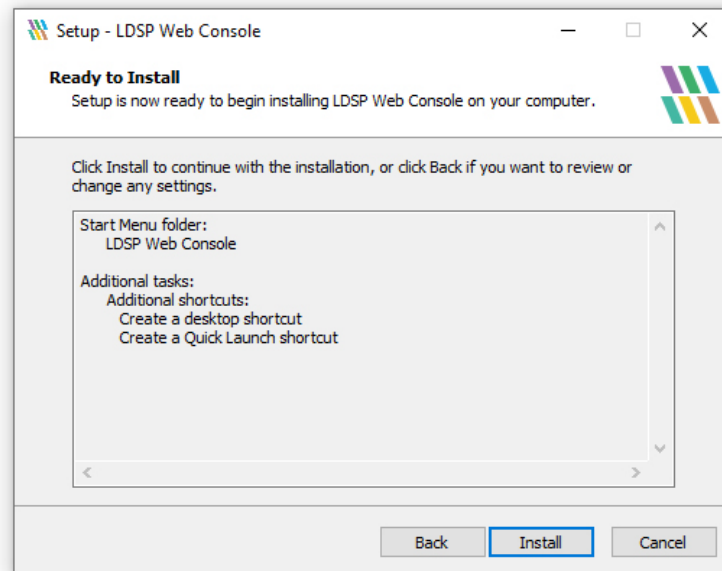 Setup - LDSP Web Console
Ready to Install
Setup is now ready to begin installing LDSP Web Console on your computer.
Click Install to continue with the installation, or click Back if you want to review or
change any settings.
Start Menu folder:
LDSP Web Console
Additional tasks:
Additional shortcuts:
Create a desktop shortcut
Create a Quick Launch shortcut
Back
Install
Cancel